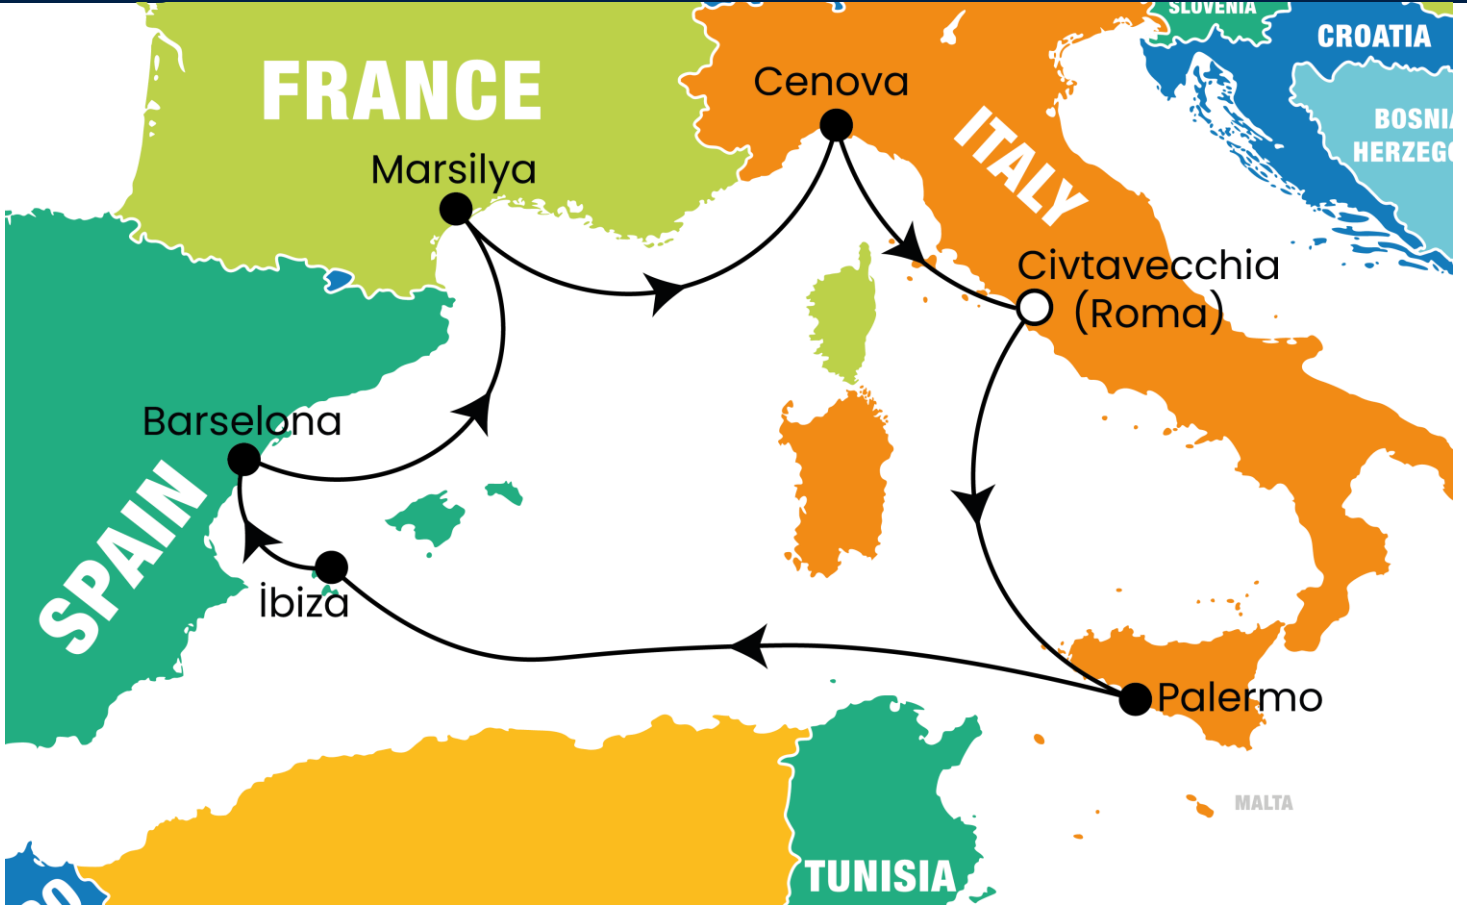 SLOVENIA
CROATIA
FRANCE
Cenova
BOSNIA
HERZEG
ITALY
Marsilya
Civtavecchia
(Roma)
Barselona
SPAIN
İbiza
Palermo
MALTA
TUNISIA